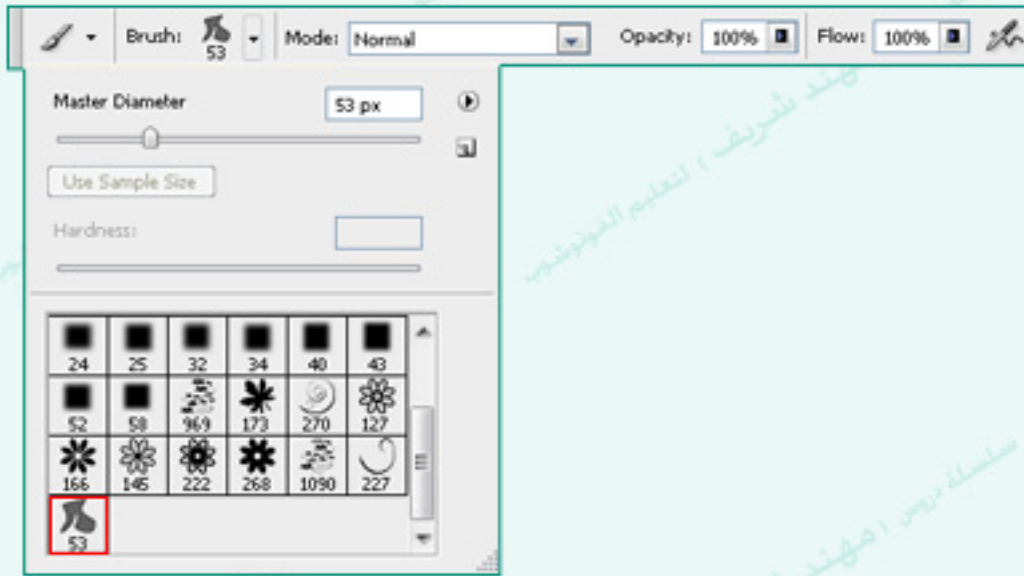 Brush: 53 Mode: Normal Opacity: 100% Flow: 100%
Master Diameter 53 px
Use Sample Size
Hardness:
24 25 32 34 40 43
52 58 969 173 270 127
166 145 222 268 1090 227
53
مهند شريف ) لتعليم الفوتوشوب
سلسلة دروس ( مهند